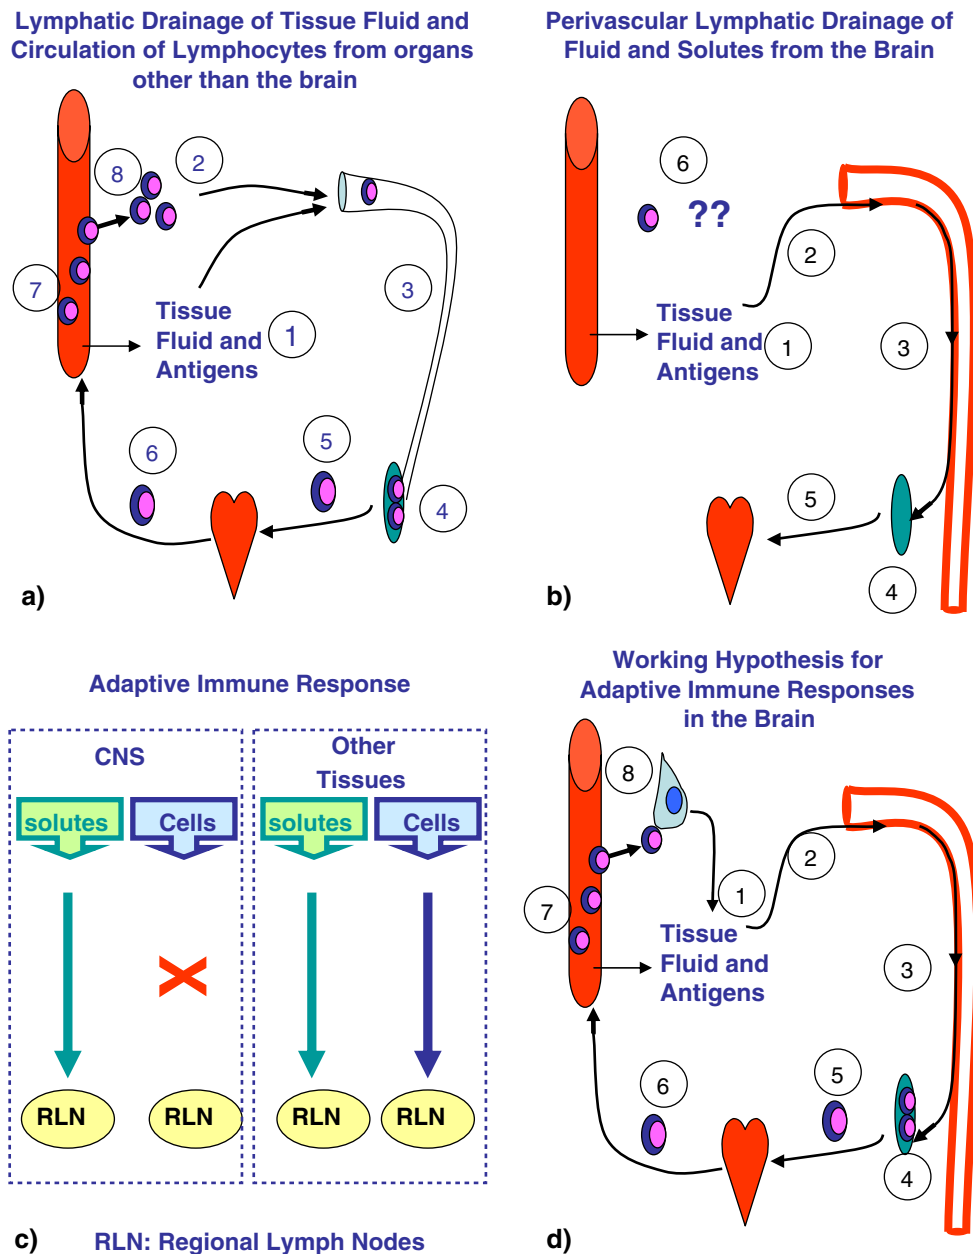 Lymphatic Drainage of Tissue Fluid and
Circulation of Lymphocytes from organs
other than the brain
8
2
7
3
Tissue
Fluid and
Antigens
1
6
5
4
a)
Perivascular Lymphatic Drainage of
Fluid and Solutes from the Brain
6
??
2
Tissue
Fluid and
Antigens
1
3
5
4
b)
Adaptive Immune Response
CNS
Other
Tissues
solutes
Cells
solutes
Cells
X
RLN
RLN
RLN
RLN
c)
RLN: Regional Lymph Nodes
Working Hypothesis for
Adaptive Immune Responses
in the Brain
8
2
1
7
Tissue
Fluid and
Antigens
3
6
5
4
d)